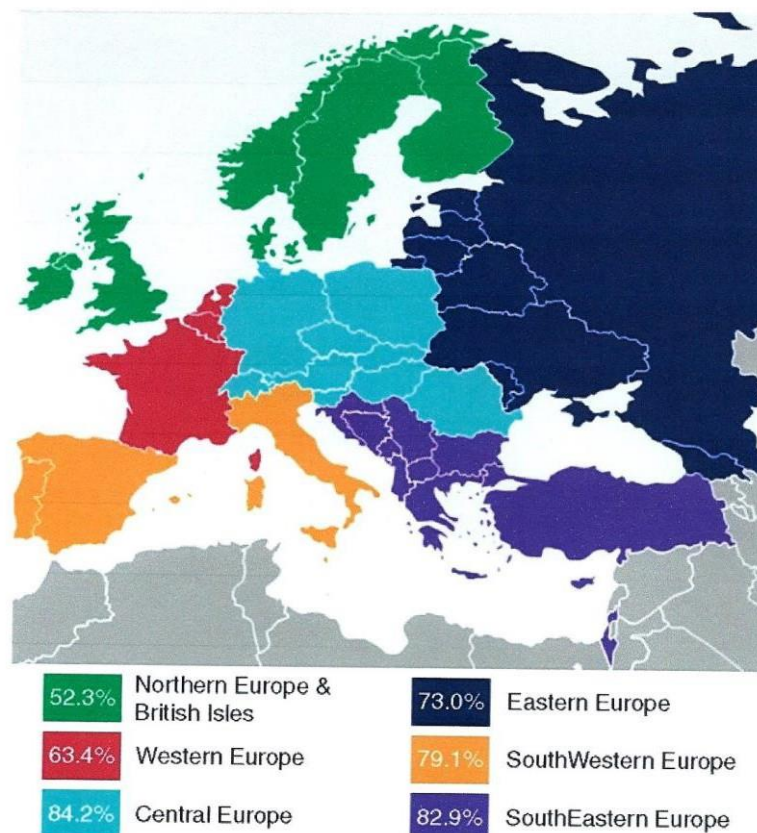 52.3% Northern Europe &
British Isles
63.4% Western Europe
84.2% Central Europe
73.0% Eastern Europe
79.1% SouthWestern Europe
82.9% SouthEastern Europe